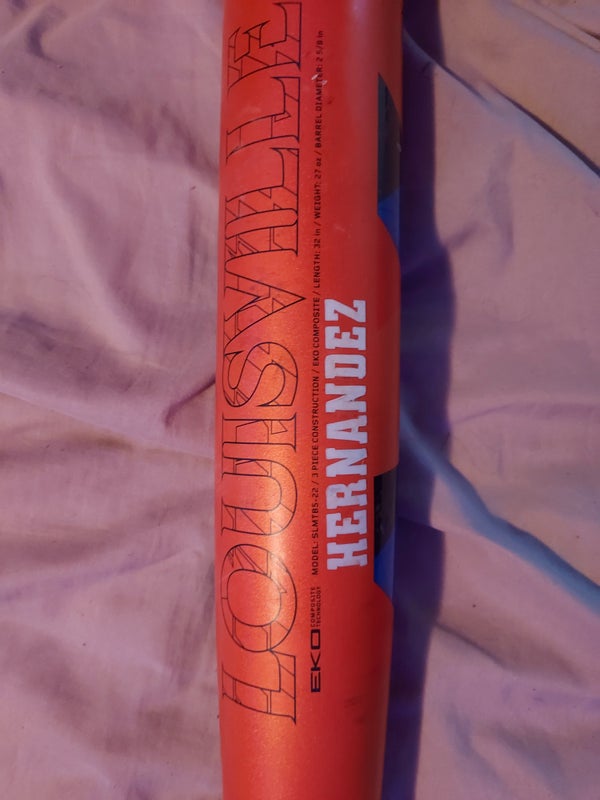 LOUISVILLE
EKO COMPOSITE
TECHNOLOGY
MODEL: SLMTB5-22 / 3 PIECE CONSTRUCTION / EKO COMPOSITE / LENGTH: 32 in / WEIGHT: 27 oz / BARREL DIAMETER: 2 5/8 in
HERNANDEZ